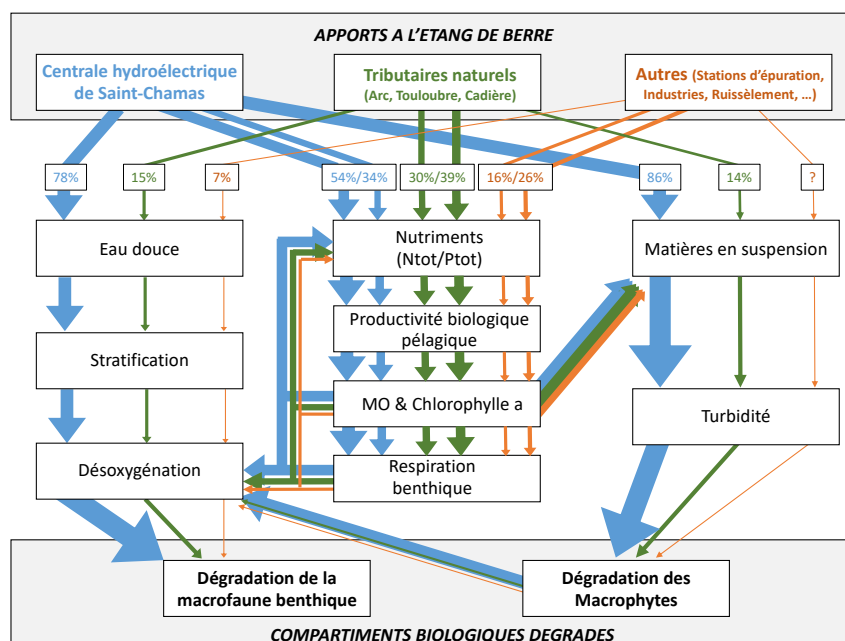 APPORTS A L'ETANG DE BERRE
Centrale hydroélectrique
de Saint-Chamas
Tributaires naturels
(Arc, Touloubre, Cadière)
Autres (Stations d'épuration,
Industries, Ruissèlement, …)
78%
15%
7%
54%/34%
30%/39%
16%/26%
86%
14%
?
Eau douce
Nutriments
(Ntot/Ptot)
Matières en suspension
Productivité biologique
pélagique
Stratification
MO & Chlorophylle a
Turbidité
Désoxygénation
Respiration
benthique
Dégradation de la
macrofaune benthique
Dégradation des
Macrophytes
COMPARTIMENTS BIOLOGIQUES DEGRADES